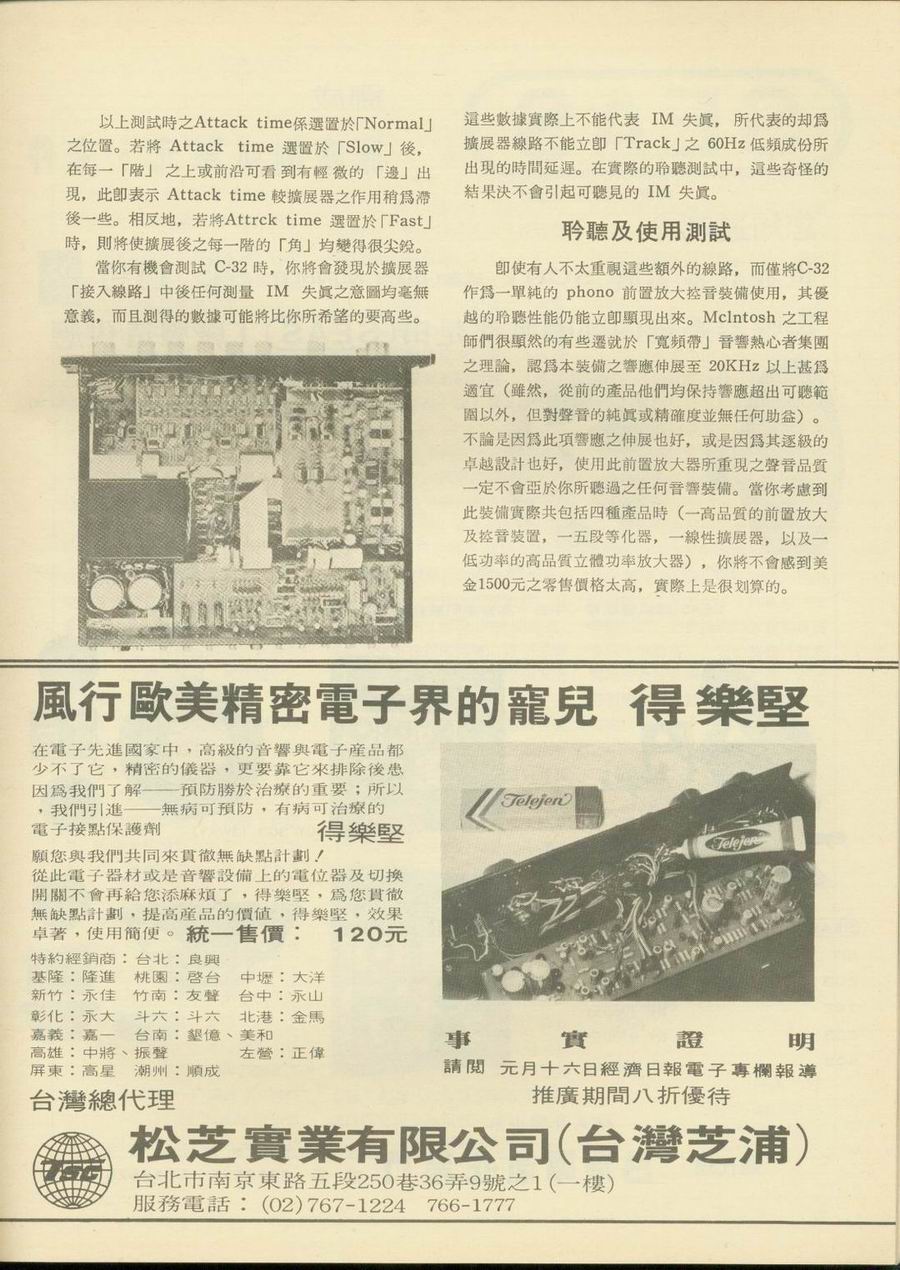 以上測試時之Attack time係選置於「Normal」
之位置。若將 Attack time 選置於「Slow」後，
在每一「階」之上或前沿可看到有輕微的「邊」出
現，此卽表示 Attack time 較擴展器之作用稍爲滯
後一些。相反地，若將Attrck time 選置於「Fast」
時，則將使擴展後之每一階的「角」均變得很尖銳。
當你有機會測試 C-32 時，你將會發現於擴展器
「接入線路」中後任何測量 IM 失眞之意圖均毫無
意義，而且測得的數據可能將比你所希望的要高些。
這些數據實際上不能代表 IM 失眞，所代表的却爲
擴展器線路不能立卽「Track」之 60Hz 低頻成份所
出現的時間延遲。在實際的聆聽測試中，這些奇怪的
結果決不會引起可聽見的 IM 失眞。
聆聽及使用測試
卽使有人不太重視這些額外的線路，而僅將C-32
作爲一單純的 phono 前置放大控音裝備使用，其優
越的聆聽性能仍能立卽顯現出來。McIntosh 之工程
師們很顯然的有些遷就於「寬頻帶」音響熱心者集團
之理論，認爲本裝備之響應伸展至 20KHz 以上甚爲
適宜（雖然，從前的產品他們均保持響應超出可聽範
圍以外，但對聲音的純眞或精確度並無任何助益）。
不論是因爲此項響應之伸展也好，或是因爲其逐級的
卓越設計也好，使用此前置放大器所重現之聲音品質
一定不會亞於你所聽過之任何音響裝備。當你考慮到
此裝備實際共包括四種產品時（一高品質的前置放大
及控音裝置，一五段等化器，一線性擴展器，以及一
低功率的高品質立體功率放大器），你將不會感到美
金1500元之零售價格太高，實際上是很划算的。
風行歐美精密電子界的寵兒 得樂堅
在電子先進國家中，高級的音響與電子產品都
少不了它，精密的儀器，更要靠它來排除後患
因爲我們了解——預防勝於治療的重要；所以
，我們引進——無病可預防，有病可治療的
電子接點保護劑 得樂堅
願您與我們共同來貫徹無缺點計劃！
從此電子器材或是音響設備上的電位器及切換
開關不會再給您添麻煩了，得樂堅，爲您貫徹
無缺點計劃，提高產品的價値，得樂堅，效果
卓著，使用簡便。統一售價： 120元
特約經銷商：台北：良興
基隆：隆進 桃園：啓台 中壢：大洋
新竹：永佳 竹南：友聲 台中：永山
彰化：永大 斗六：斗六 北港：金馬
嘉義：嘉一 台南：墾億、美和
高雄：中將、振聲 左營：正偉
屏東：高星 潮州：順成
Telejen
Telejen
事實證明
請閱 元月十六日經濟日報電子專欄報導
推廣期間八折優待
台灣總代理
TSC
松芝實業有限公司(台灣芝浦)
台北市南京東路五段250巷36弄9號之1(一樓)
服務電話：(02)767-1224 766-1777